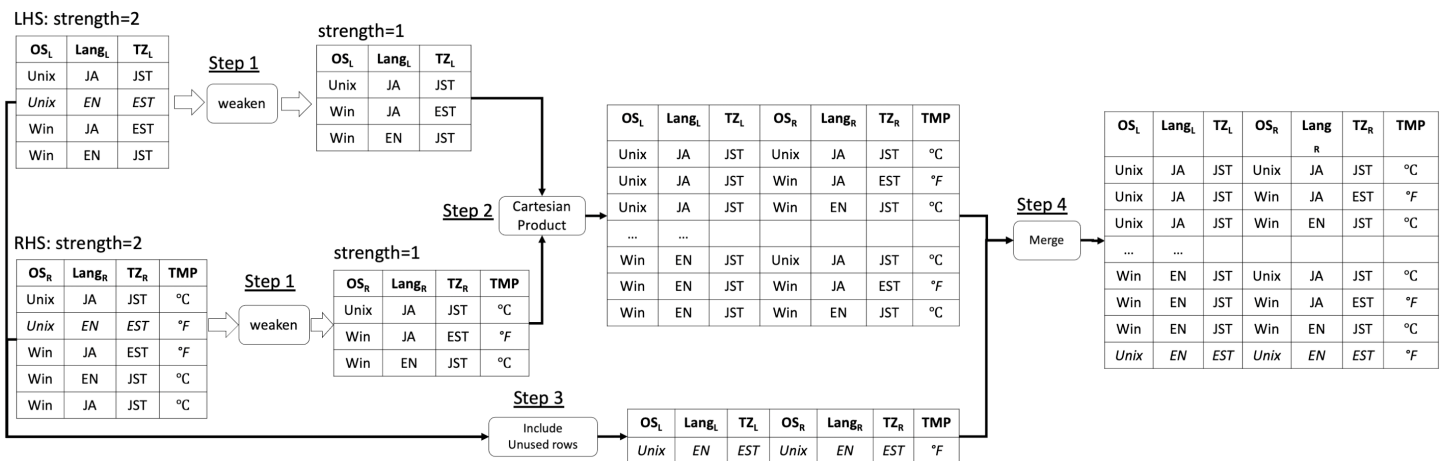 LHS: strength=2
OS_L Lang_L TZ_L
Unix JA JST
Unix EN EST
Win JA EST
Win EN JST
Step 1
weaken
strength=1
OS_L Lang_L TZ_L
Unix JA JST
Win JA EST
Win EN JST
RHS: strength=2
OS_R Lang_R TZ_R TMP
Unix JA JST °C
Unix EN EST °F
Win JA EST °F
Win EN JST °C
Win JA JST °C
Step 1
weaken
strength=1
OS_R Lang_R TZ_R TMP
Unix JA JST °C
Win JA EST °F
Win EN JST °C
Step 2
Cartesian
Product
OS_L Lang_L TZ_L OS_R Lang_R TZ_R TMP
Unix JA JST Unix JA JST °C
Unix JA JST Win JA EST °F
Unix JA JST Win EN JST °C
... ...
Win EN JST Unix JA JST °C
Win EN JST Win JA EST °F
Win EN JST Win EN JST °C
Step 3
Include
Unused rows
OS_L Lang_L TZ_L OS_R Lang_R TZ_R TMP
Unix EN EST Unix EN EST °F
Step 4
Merge
OS_L Lang_L TZ_L OS_R Lang TZ_R TMP
R
Unix JA JST Unix JA JST °C
Unix JA JST Win JA EST °F
Unix JA JST Win EN JST °C
... ...
Win EN JST Unix JA JST °C
Win EN JST Win JA EST °F
Win EN JST Win EN JST °C
Unix EN EST Unix EN EST °F